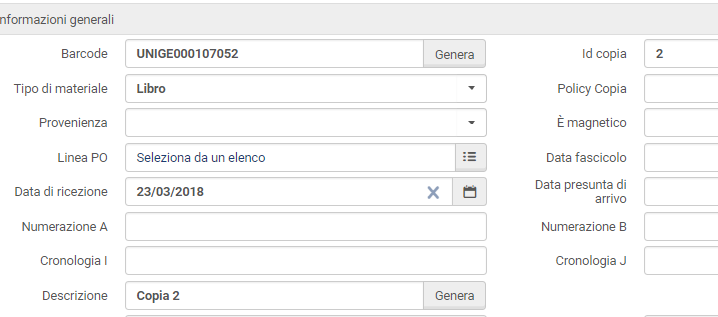 nformazioni generali
Barcode UNIGE000107052 Genera Id copia 2
Tipo di materiale Libro Policy Copia
Provenienza È magnetico
Linea PO Seleziona da un elenco Data fascicolo
Data di ricezione 23/03/2018 Data presunta di
arrivo
Numerazione A Numerazione B
Cronologia I Cronologia J
Descrizione Copia 2 Genera